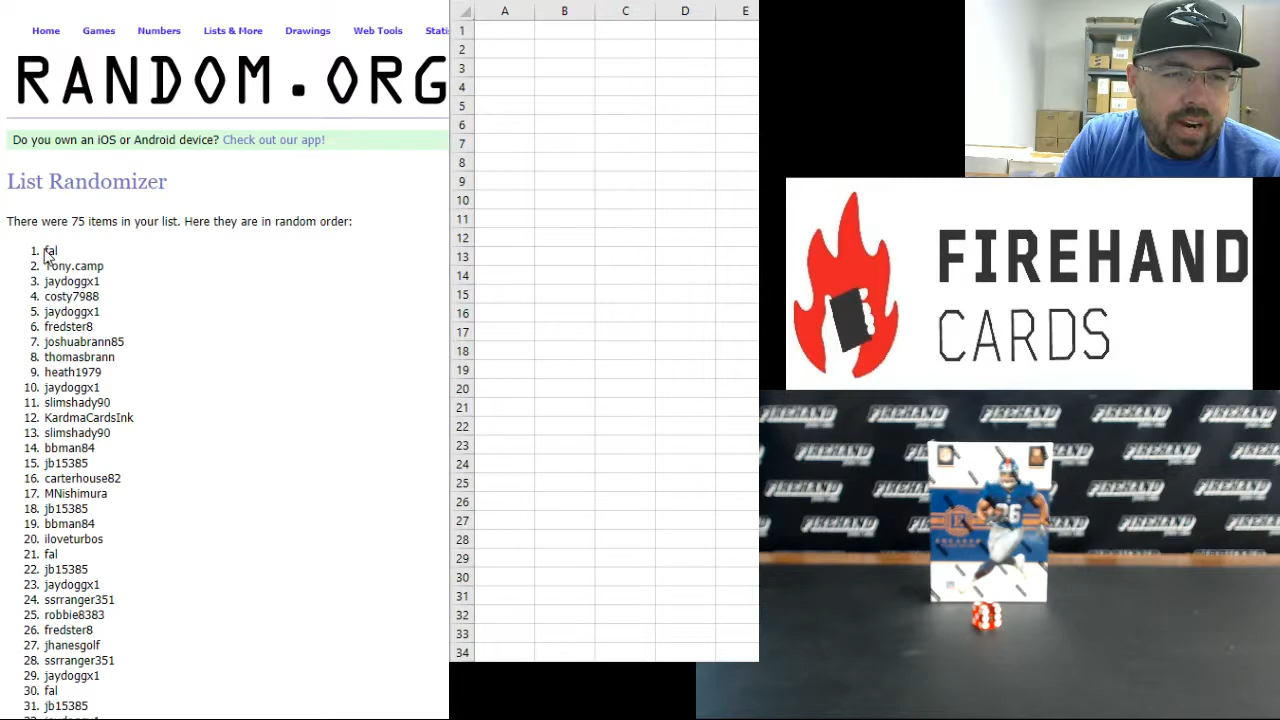 Home Games Numbers Lists & More Drawings Web Tools Stati
RANDOM.ORG
Do you own an iOS or Android device? Check out our app!
List Randomizer
There were 75 items in your list. Here they are in random order:
1. fal
2. Tony.camp
3. jaydoggx1
4. costy7988
5. jaydoggx1
6. fredster8
7. joshuabrann85
8. thomasbrann
9. heath1979
10. jaydoggx1
11. slimshady90
12. KardmaCardsInk
13. slimshady90
14. bbman84
15. jb15385
16. carterhouse82
17. MNishimura
18. jb15385
19. bbman84
20. iloveturbos
21. fal
22. jb15385
23. jaydoggx1
24. ssrranger351
25. robbie8383
26. fredster8
27. jhanesgolf
28. ssrranger351
29. jaydoggx1
30. fal
31. jb15385
A B C D E
1
2
3
4
5
6
7
8
9
10
11
12
13
14
15
16
17
18
19
20
21
22
23
24
25
26
27
28
29
30
31
32
33
34
FIREHAND
CARDS
FIREHAND
FIREHAND
FIREHAND
FIREHAND
26